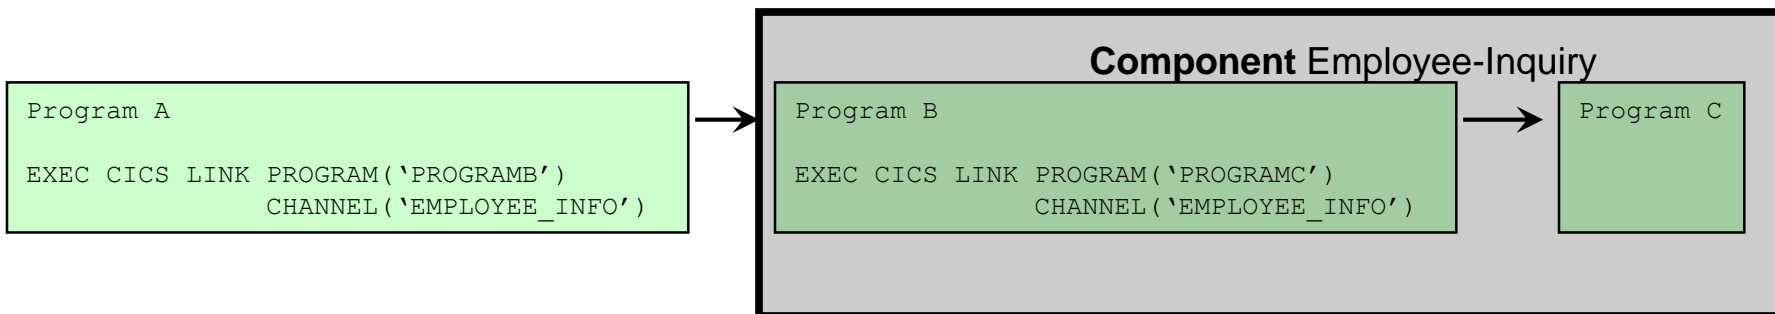 Component Employee-Inquiry
Program A
EXEC CICS LINK PROGRAM(‘PROGRAMB’)
CHANNEL(‘EMPLOYEE_INFO’)
Program B
EXEC CICS LINK PROGRAM(‘PROGRAMC’)
CHANNEL(‘EMPLOYEE_INFO’)
Program C